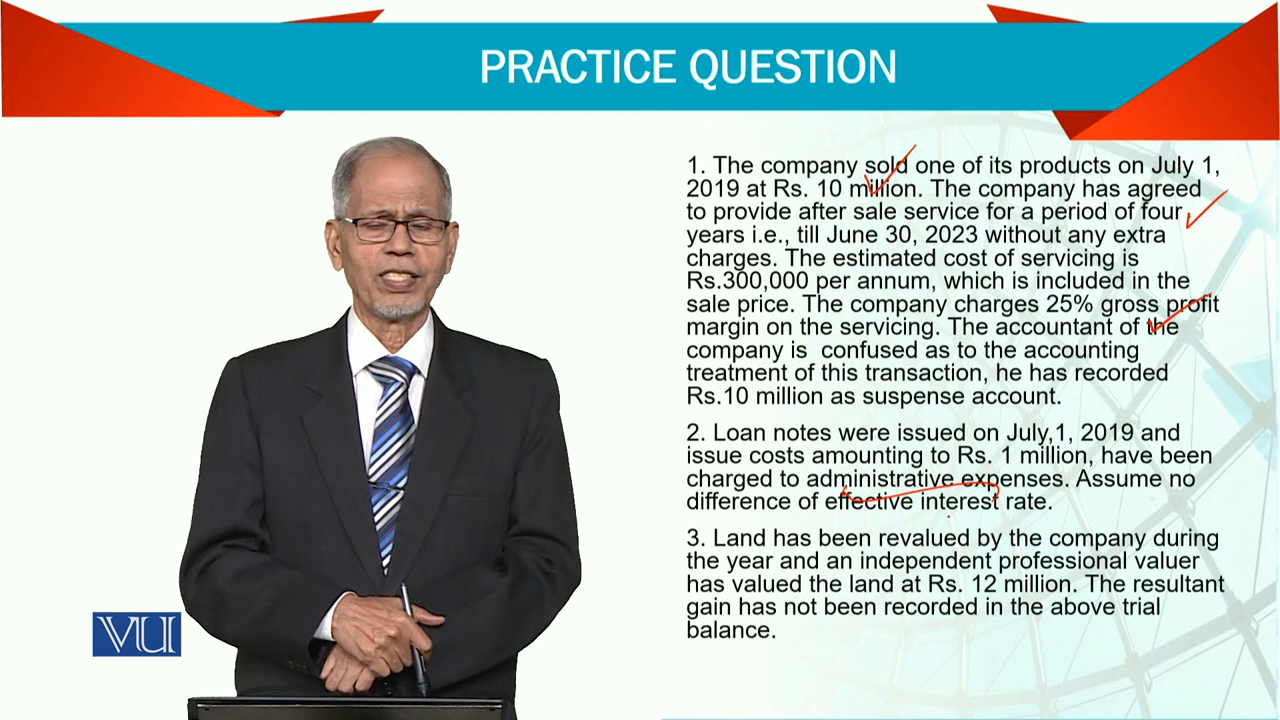 PRACTICE QUESTION
1. The company sold one of its products on July 1,
2019 at Rs. 10 million. The company has agreed
to provide after sale service for a period of four
years i.e., till June 30, 2023 without any extra
charges. The estimated cost of servicing is
Rs.300,000 per annum, which is included in the
sale price. The company charges 25% gross profit
margin on the servicing. The accountant of the
company is confused as to the accounting
treatment of this transaction, he has recorded
Rs.10 million as suspense account.
2. Loan notes were issued on July,1, 2019 and
issue costs amounting to Rs. 1 million, have been
charged to administrative expenses. Assume no
difference of effective interest rate.
3. Land has been revalued by the company during
the year and an independent professional valuer
has valued the land at Rs. 12 million. The resultant
gain has not been recorded in the above trial
balance.
VU